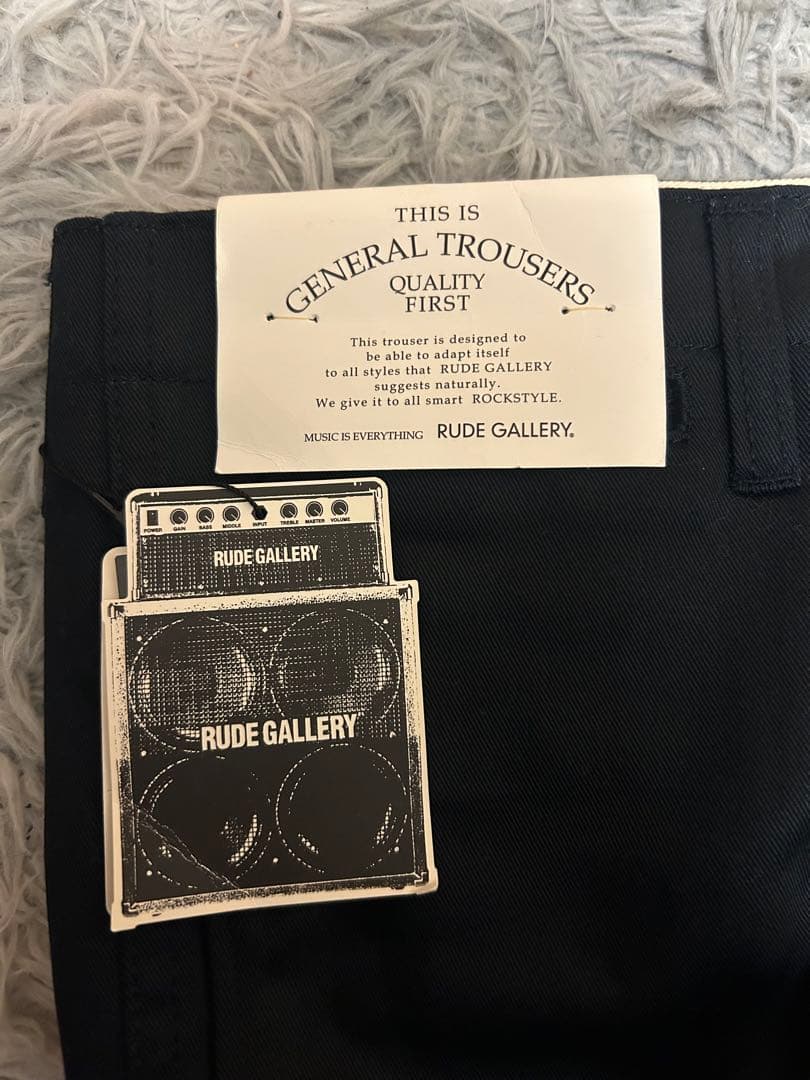 THIS IS
GENERAL TROUSERS
QUALITY
FIRST
This trouser is designed to
be able to adapt itself
to all styles that RUDE GALLERY
suggests naturally.
We give it to all smart ROCKSTYLE.
MUSIC IS EVERYTHING RUDE GALLERY®
POWER GAIN BASS MIDDLE INPUT TREBLE MASTER VOLUME
RUDE GALLERY
RUDE GALLERY